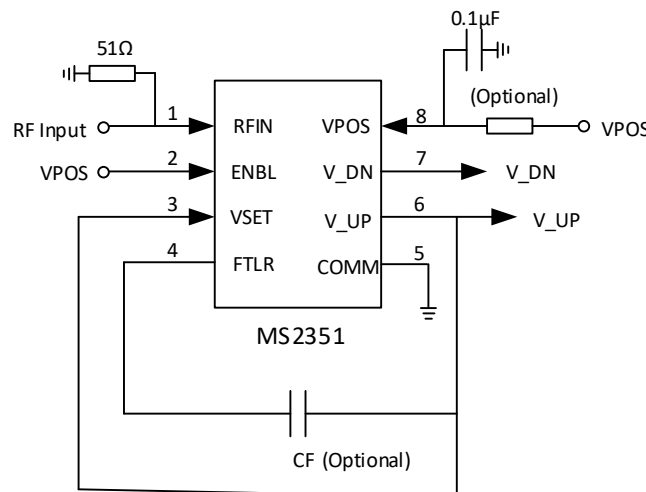 0.1μF
51Ω
(Optional)
1
8
RF Input
RFIN
VPOS
VPOS
2
7
VPOS
ENBL
V_DN
V_DN
3
6
VSET
V_UP
V_UP
4
5
FTLR
COMM
MS2351
CF (Optional)